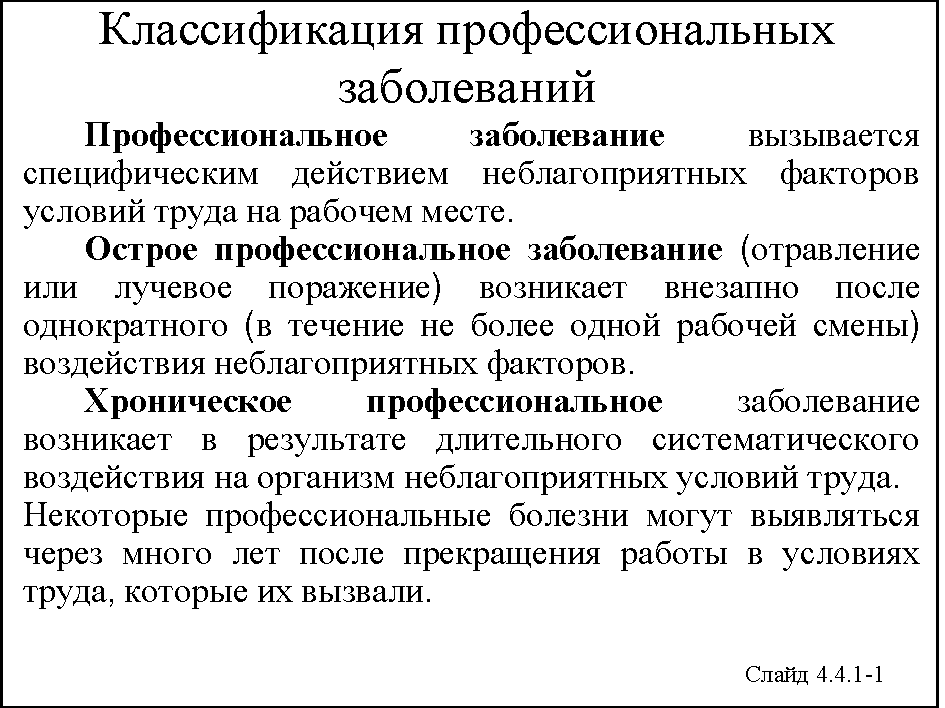 Классификация профессиональных
заболеваний
Профессиональное заболевание вызывается
специфическим действием неблагоприятных факторов
условий труда на рабочем месте.
Острое профессиональное заболевание (отравление
или лучевое поражение) возникает внезапно после
однократного (в течение не более одной рабочей смены)
воздействия неблагоприятных факторов.
Хроническое профессиональное заболевание
возникает в результате длительного систематического
воздействия на организм неблагоприятных условий труда.
Некоторые профессиональные болезни могут выявляться
через много лет после прекращения работы в условиях
труда, которые их вызвали.
Слайд 4.4.1-1